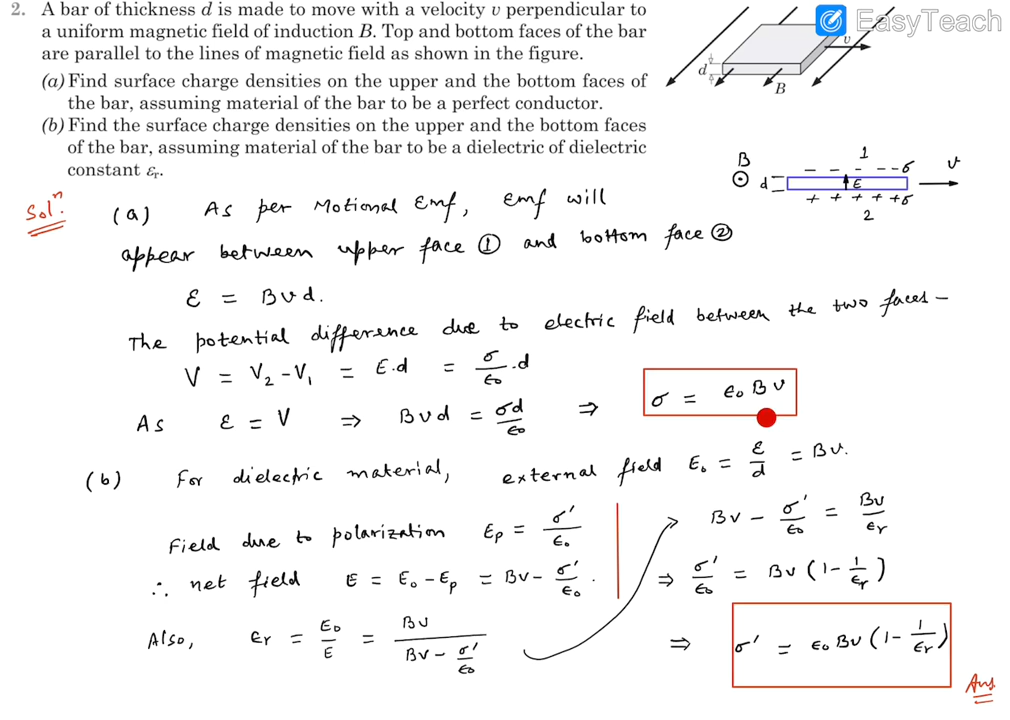 2. A bar of thickness d is made to move with a velocity v perpendicular to
a uniform magnetic field of induction B. Top and bottom faces of the bar
are parallel to the lines of magnetic field as shown in the figure.
(a) Find surface charge densities on the upper and the bottom faces of
the bar, assuming material of the bar to be a perfect conductor.
(b) Find the surface charge densities on the upper and the bottom faces
of the bar, assuming material of the bar to be a dielectric of dielectric
constant εr.
EasyTeach
v
d
B
B
1
- - - - -σ
v
d
E
+ + + + +σ
2
Solⁿ.
(a) As per Motional Emf, Emf will
appear between upper face ① and bottom face ②
ε = Bvd.
The potential difference due to electric field between the two faces -
V = V₂ - V₁ = E.d = σ/ε₀ .d
As ε = V ⇒ Bvd = σd/ε₀ ⇒ σ = ε₀ B v
(b) For dielectric material, external field E₀ = ε/d = Bv.
Field due to polarization Ep = σ'/ε₀
∴ net field E = E₀ - Ep = Bv - σ'/ε₀ .
Also, εr = E₀/E = Bv/(Bv - σ'/ε₀)
Bv - σ'/ε₀ = Bv/εr
⇒ σ'/ε₀ = Bv (1 - 1/εr)
⇒ σ' = ε₀ Bv (1 - 1/εr)
Ans